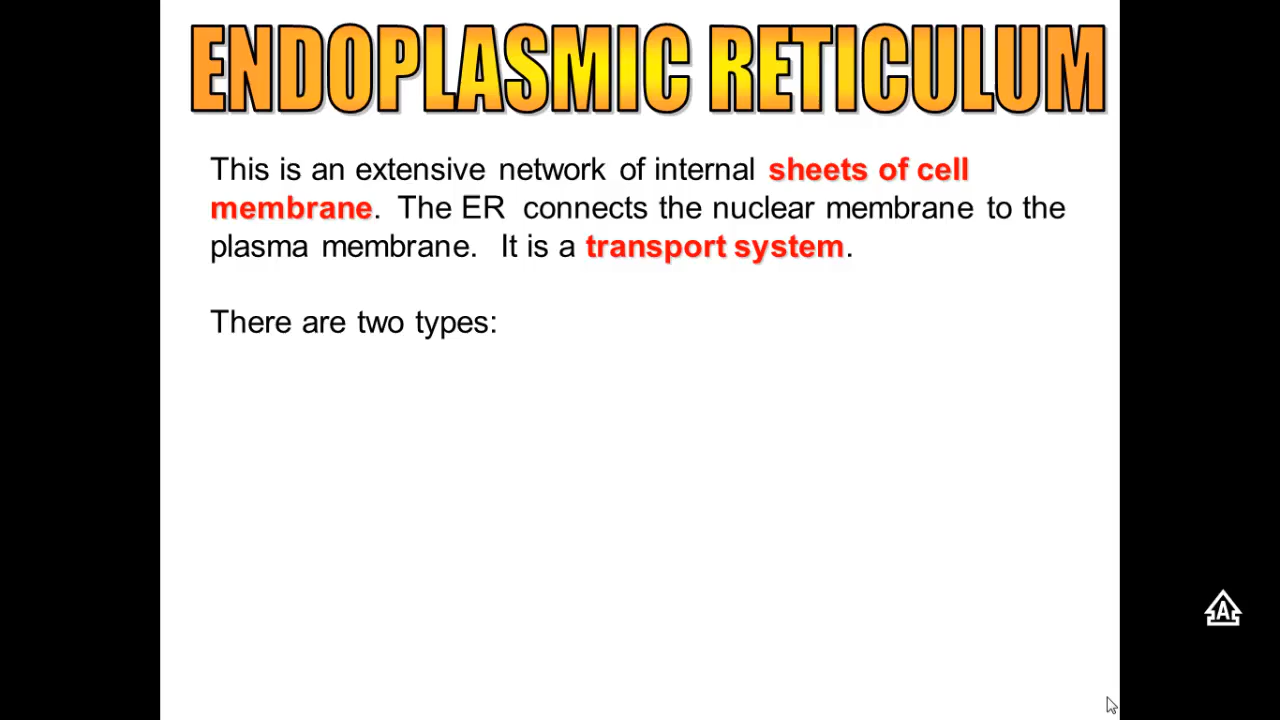 ENDOPLASMIC RETICULUM
This is an extensive network of internal sheets of cell
membrane. The ER connects the nuclear membrane to the
plasma membrane. It is a transport system.
There are two types:
A